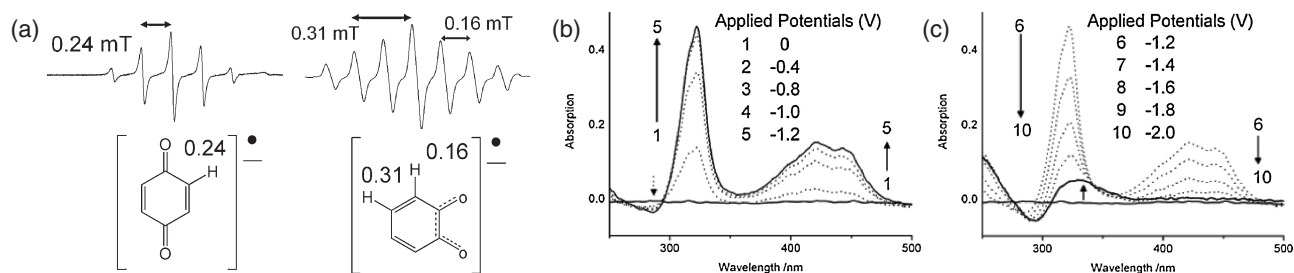 (a)
0.24 mT
0.31 mT
0.16 mT
0.24
H
O
O
0.16
0.31
H
H
O
O
(b)
Applied Potentials (V)
5
1
1 0
2 -0.4
3 -0.8
4 -1.0
5 -1.2
5
1
0.4
0.2
0.0
Absorption
300 400 500
Wavelength /nm
(c)
Applied Potentials (V)
6
10
6 -1.2
7 -1.4
8 -1.6
9 -1.8
10 -2.0
6
10
0.4
0.2
0.0
Absorption
300 400 500
Wavelength /nm